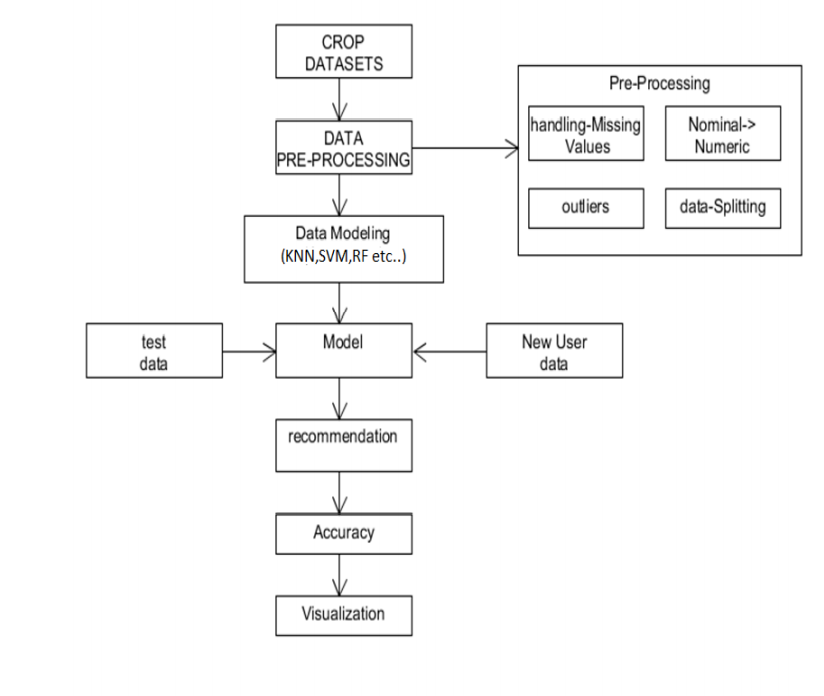 CROP
DATASETS
DATA
PRE-PROCESSING
Pre-Processing
handling-Missing
Values
Nominal->
Numeric
outliers
data-Splitting
Data Modeling
(KNN,SVM,RF etc..)
test
data
Model
New User
data
recommendation
Accuracy
Visualization